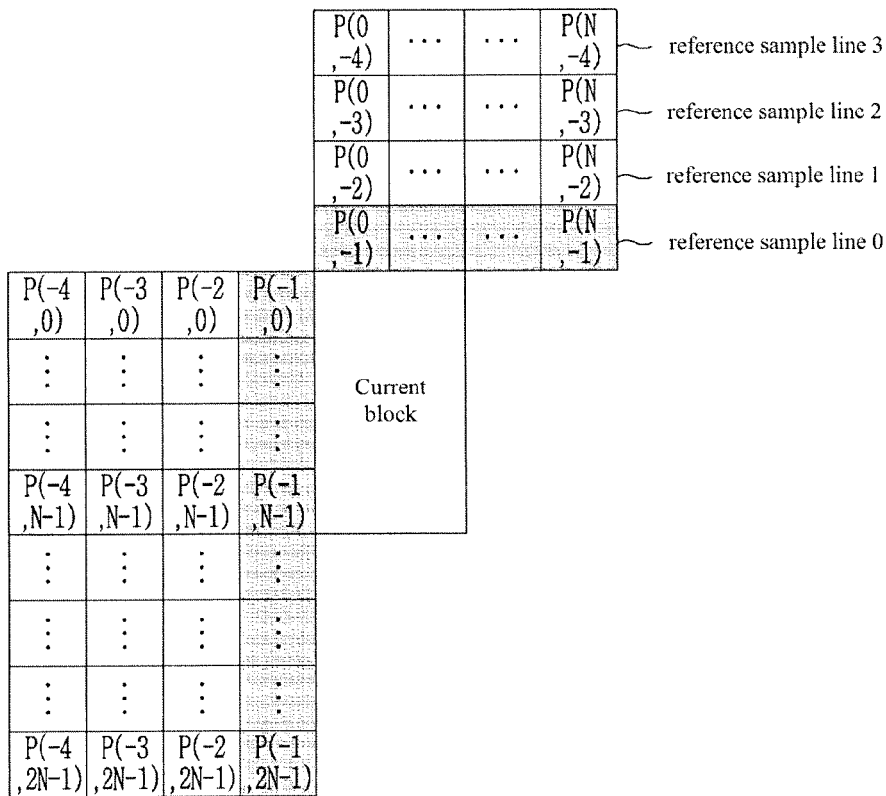 P(0 ··· ··· P(N
,-4) ,-4) reference sample line 3
P(0 ··· ··· P(N
,-3) ,-3) reference sample line 2
P(0 ··· ··· P(N
,-2) ,-2) reference sample line 1
P(0 ··· ··· P(N
,-1) ,-1) reference sample line 0
P(-4 P(-3 P(-2 P(-1
,0) ,0) ,0) ,0)
⋮ ⋮ ⋮ ⋮
Current
block
⋮ ⋮ ⋮ ⋮
P(-4 P(-3 P(-2 P(-1
,N-1) ,N-1) ,N-1) ,N-1)
⋮ ⋮ ⋮ ⋮
⋮ ⋮ ⋮ ⋮
⋮ ⋮ ⋮ ⋮
P(-4 P(-3 P(-2 P(-1
,2N-1) ,2N-1) ,2N-1) ,2N-1)